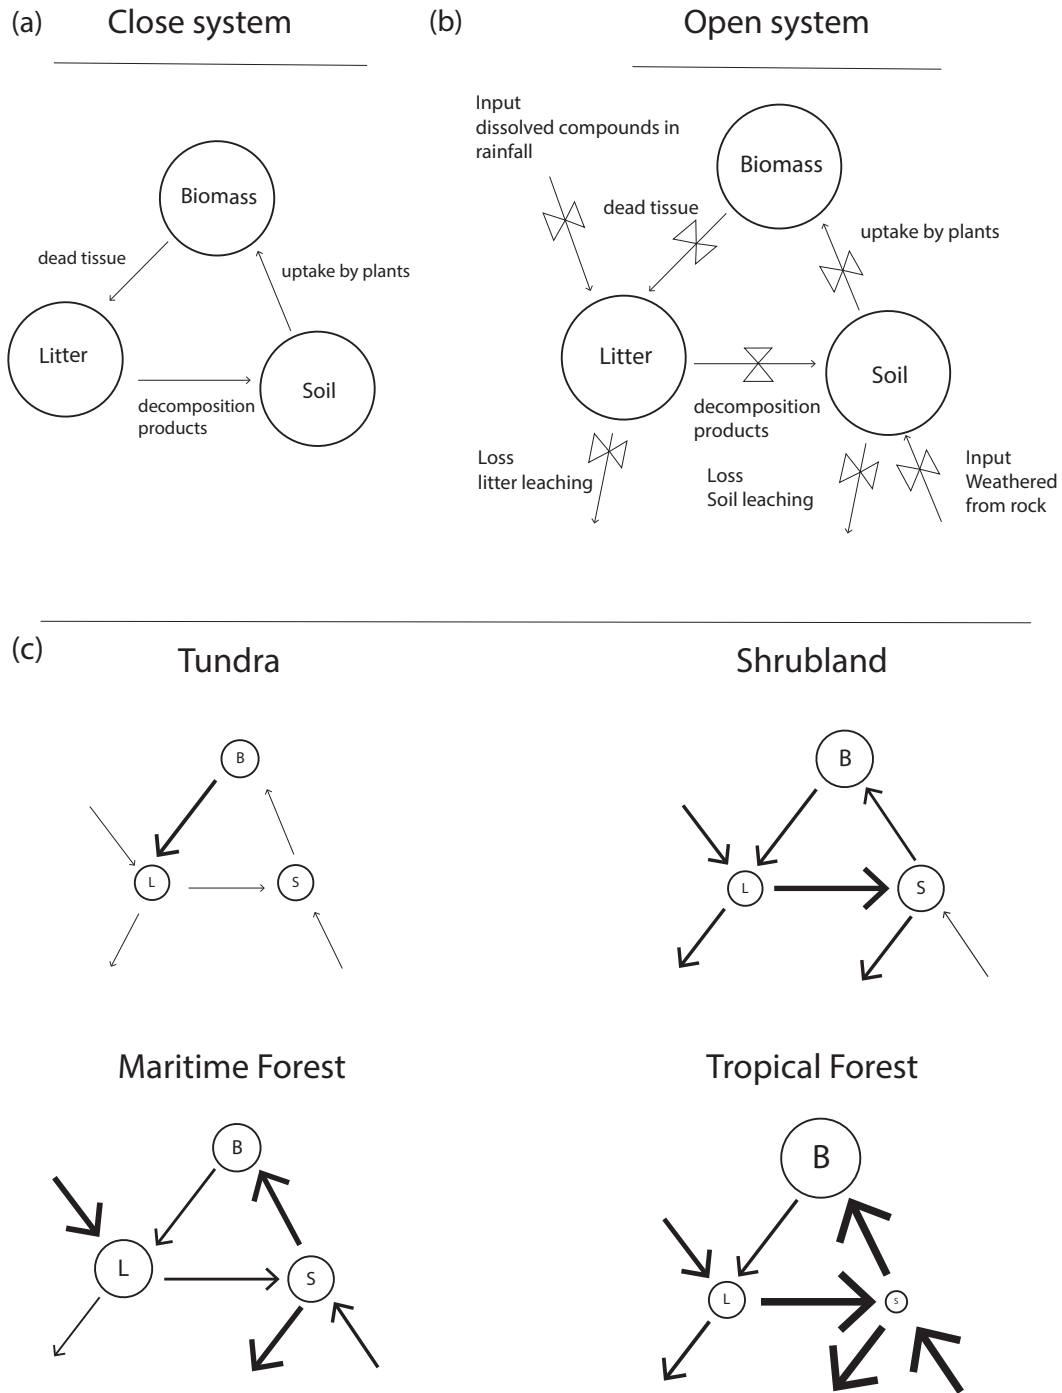 (a)
Close system
Biomass
dead tissue
uptake by plants
Litter
Soil
decomposition
products
(b)
Open system
Input
dissolved compounds in
rainfall
Biomass
dead tissue
uptake by plants
Litter
Soil
decomposition
products
Loss
litter leaching
Loss
Soil leaching
Input
Weathered
from rock
(c)
Tundra
B
L
S
Shrubland
B
L
S
Maritime Forest
B
L
S
Tropical Forest
B
L
S